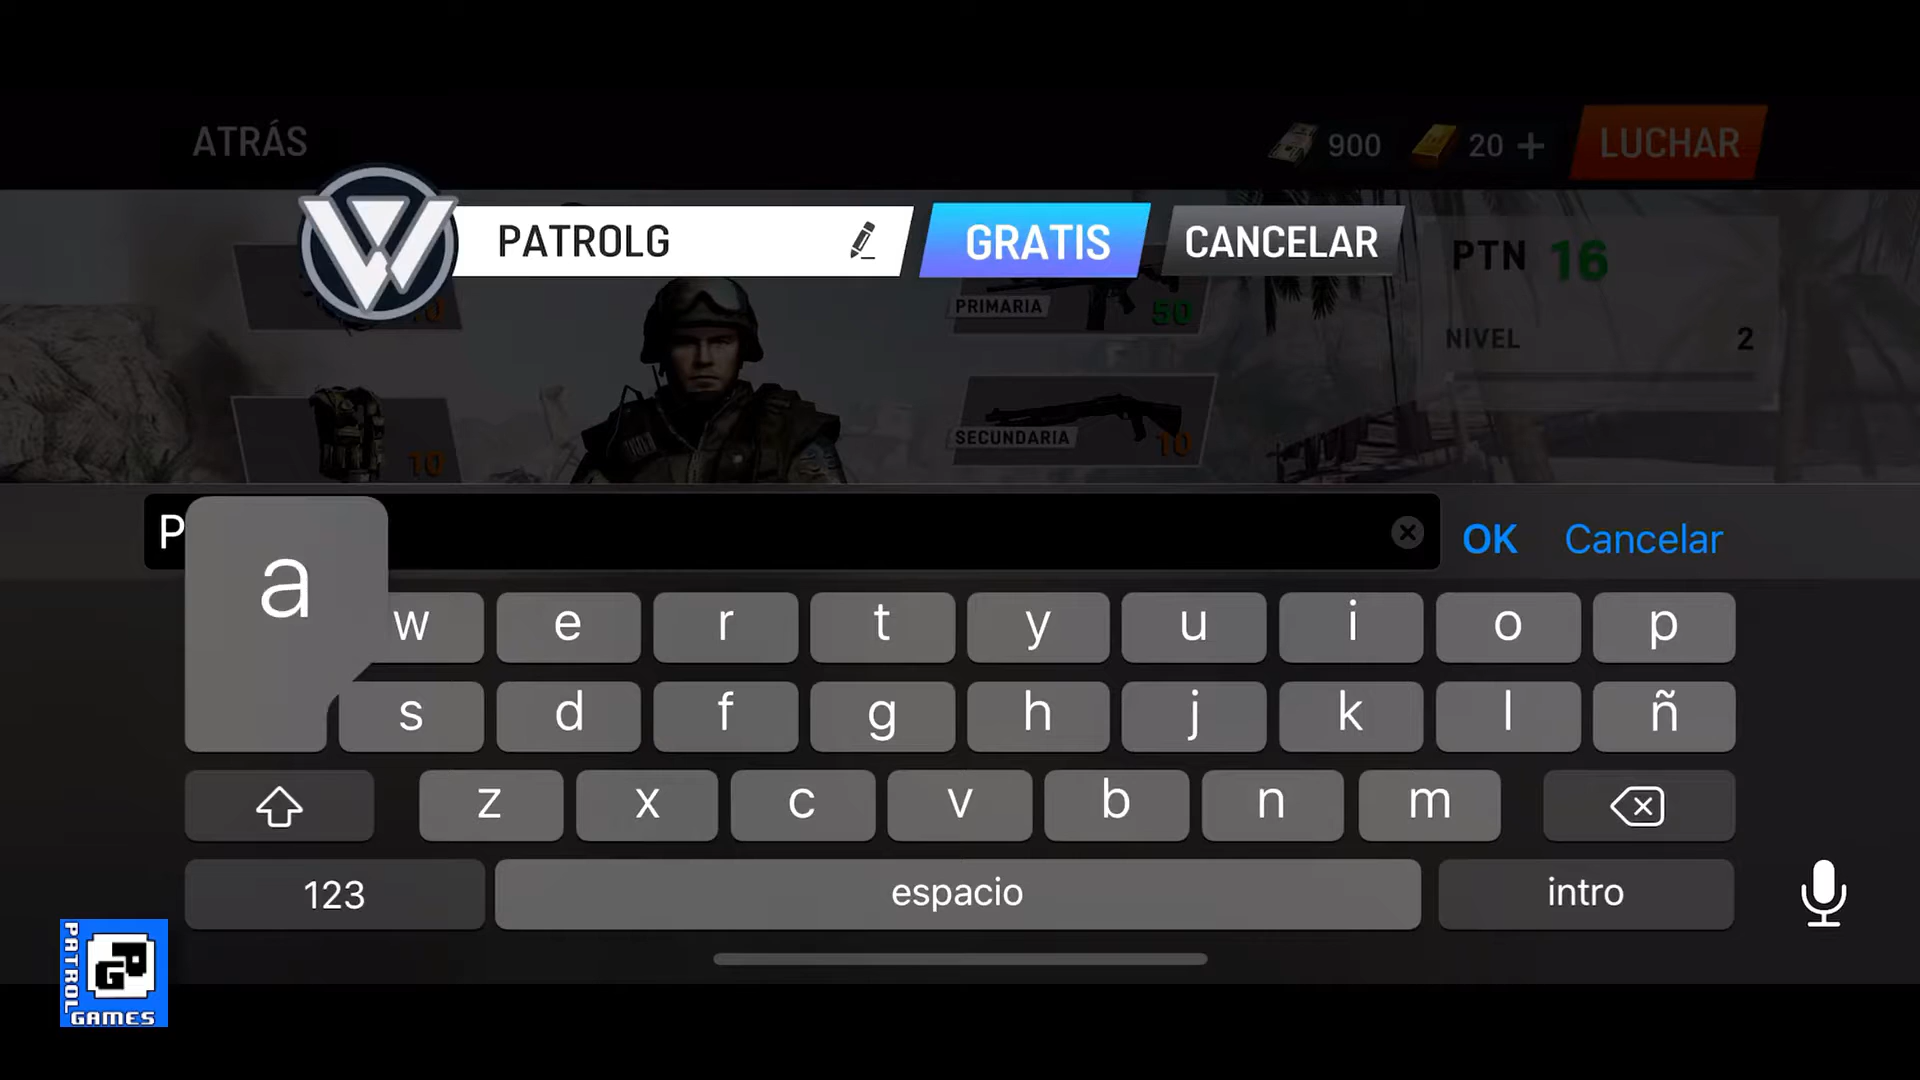 ATRÁS
900
20 +
LUCHAR
PATROLG
GRATIS
CANCELAR
PTN 16
PRIMARIA
50
NIVEL
2
10
SECUNDARIA
10
P
OK
Cancelar
a
w e r t y u i o p
s d f g h j k l ñ
z x c v b n m
123
espacio
intro
PATROL
GP
GAMES